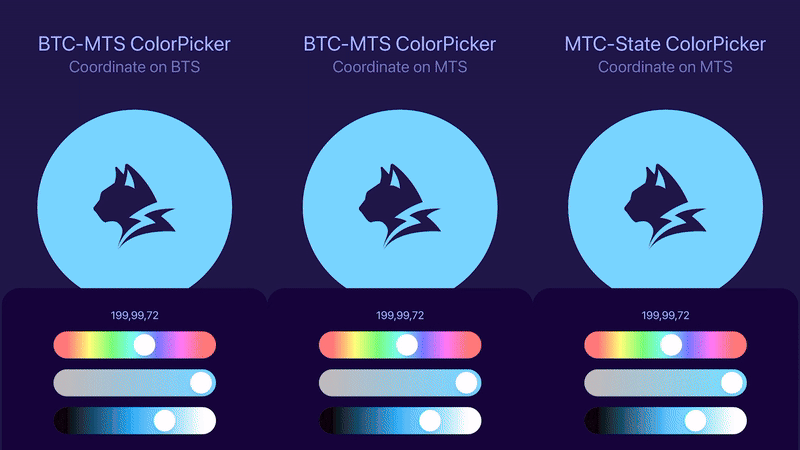 BTC-MTS ColorPicker
Coordinate on BTS
199,99,72
BTC-MTS ColorPicker
Coordinate on MTS
199,99,72
MTC-State ColorPicker
Coordinate on MTS
199,99,72